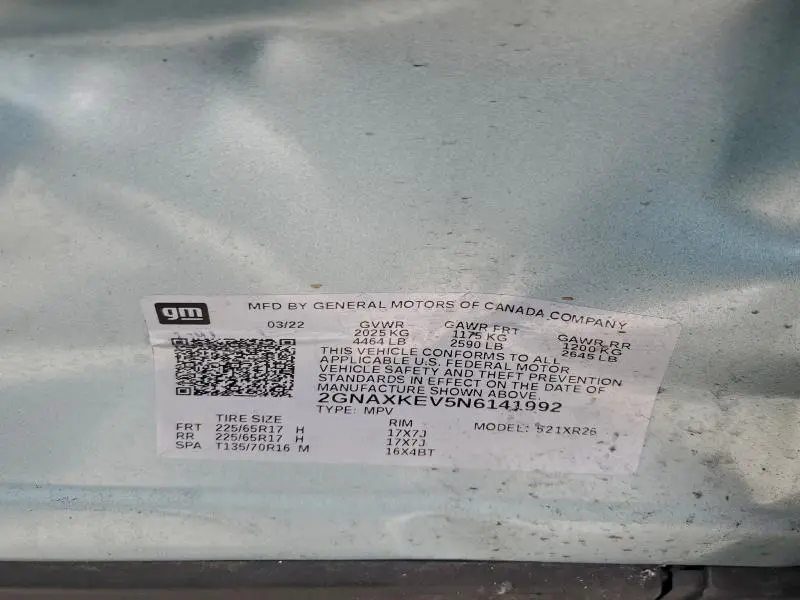 gm
MFD BY GENERAL MOTORS OF CANADA COMPANY
03/22 GVWR GAWR FRT GAWR RR
2025 KG 1175 KG 1200 KG
4464 LB 2590 LB 2645 LB
THIS VEHICLE CONFORMS TO ALL
APPLICABLE U.S. FEDERAL MOTOR
VEHICLE SAFETY AND THEFT PREVENTION
STANDARDS IN EFFECT ON THE DATE OF
MANUFACTURE SHOWN ABOVE.
2GNAXKEV5N6141992
TYPE: MPV MODEL: 521XR26
TIRE SIZE RIM
FRT 225/65R17 H 17X7J
RR 225/65R17 H 17X7J
SPA T135/70R16 M 16X4BT